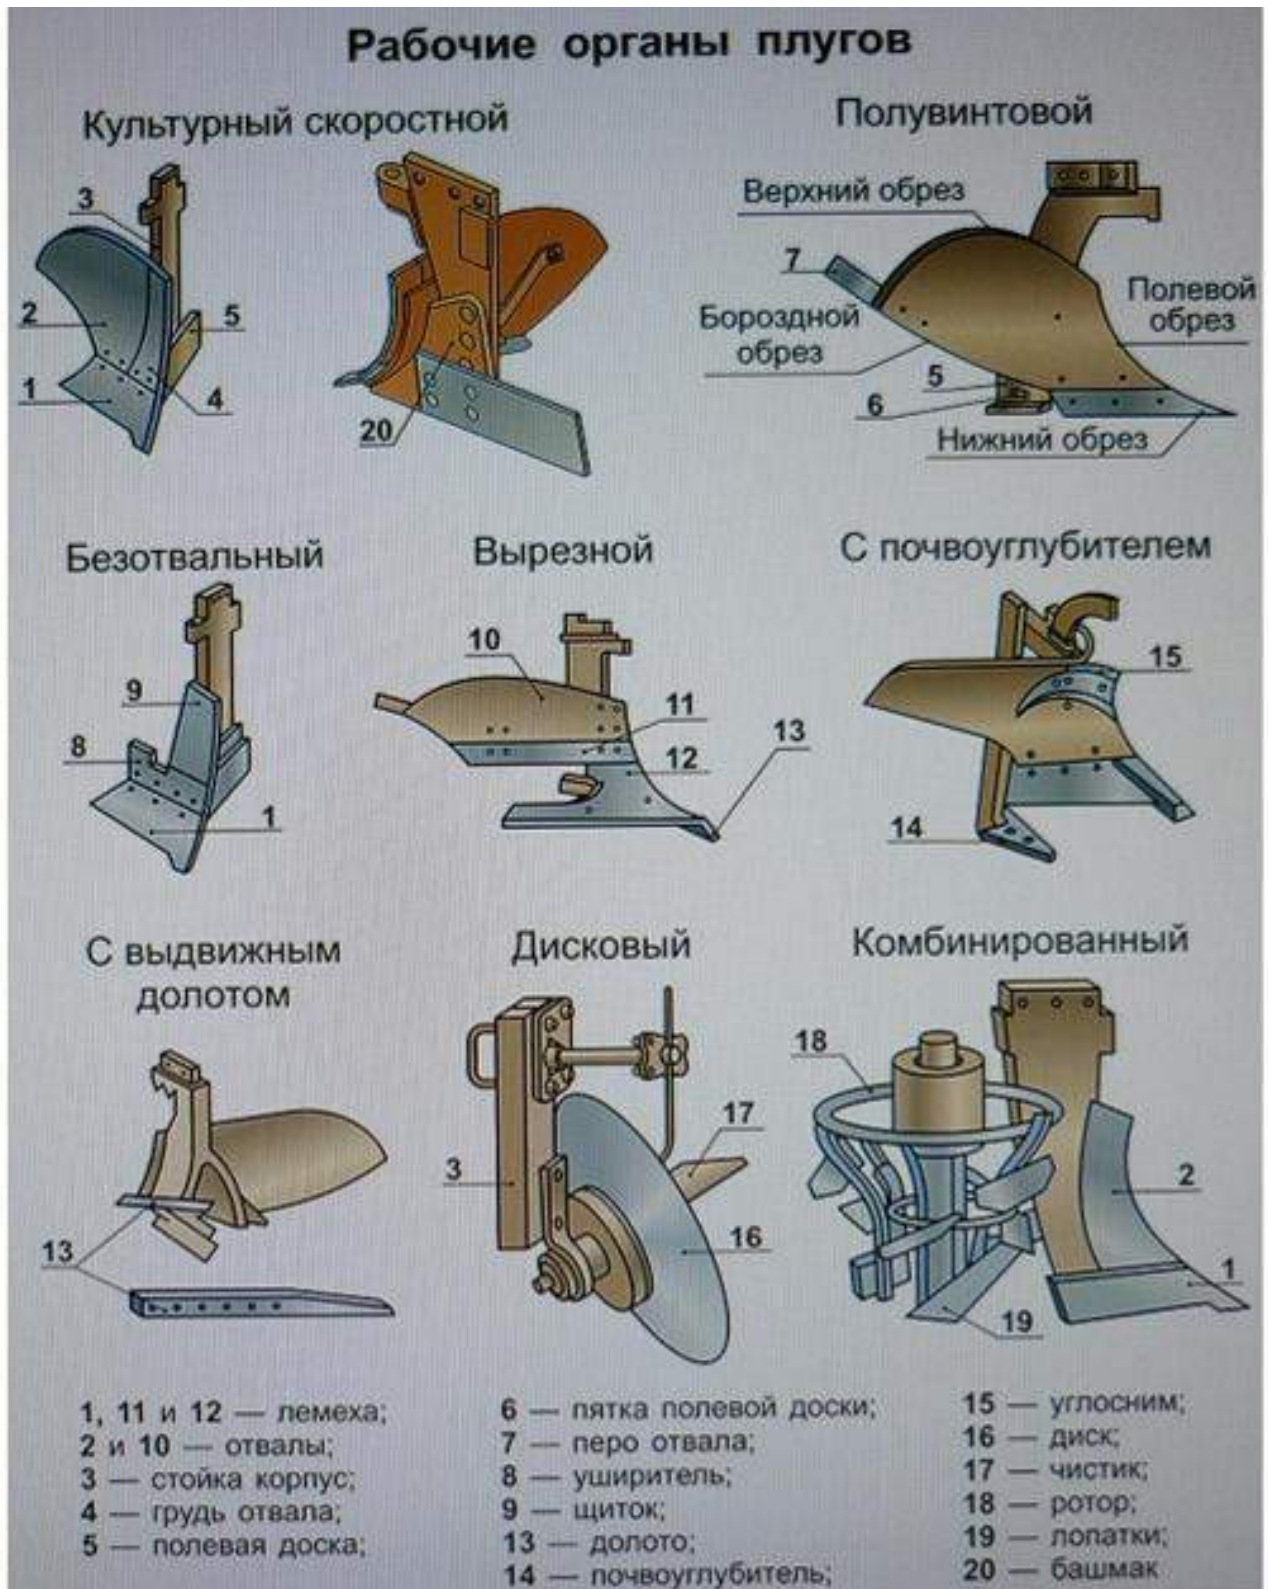 Рабочие органы плугов
Культурный скоростной
3
2
1
5
4
20
Полувинтовой
Верхний обрез
7
Бороздной
обрез
Полевой
обрез
5
6
Нижний обрез
Безотвальный
9
8
1
Вырезной
10
11
12
13
С почвоуглубителем
15
14
С выдвижным
долотом
13
Дисковый
3
17
16
Комбинированный
18
2
1
19
1, 11 и 12 — лемеха;
2 и 10 — отвалы;
3 — стойка корпус;
4 — грудь отвала;
5 — полевая доска;
6 — пятка полевой доски;
7 — перо отвала;
8 — уширитель;
9 — щиток;
13 — долото;
14 — почвоуглубитель;
15 — углосним;
16 — диск;
17 — чистик;
18 — ротор;
19 — лопатки;
20 — башмак